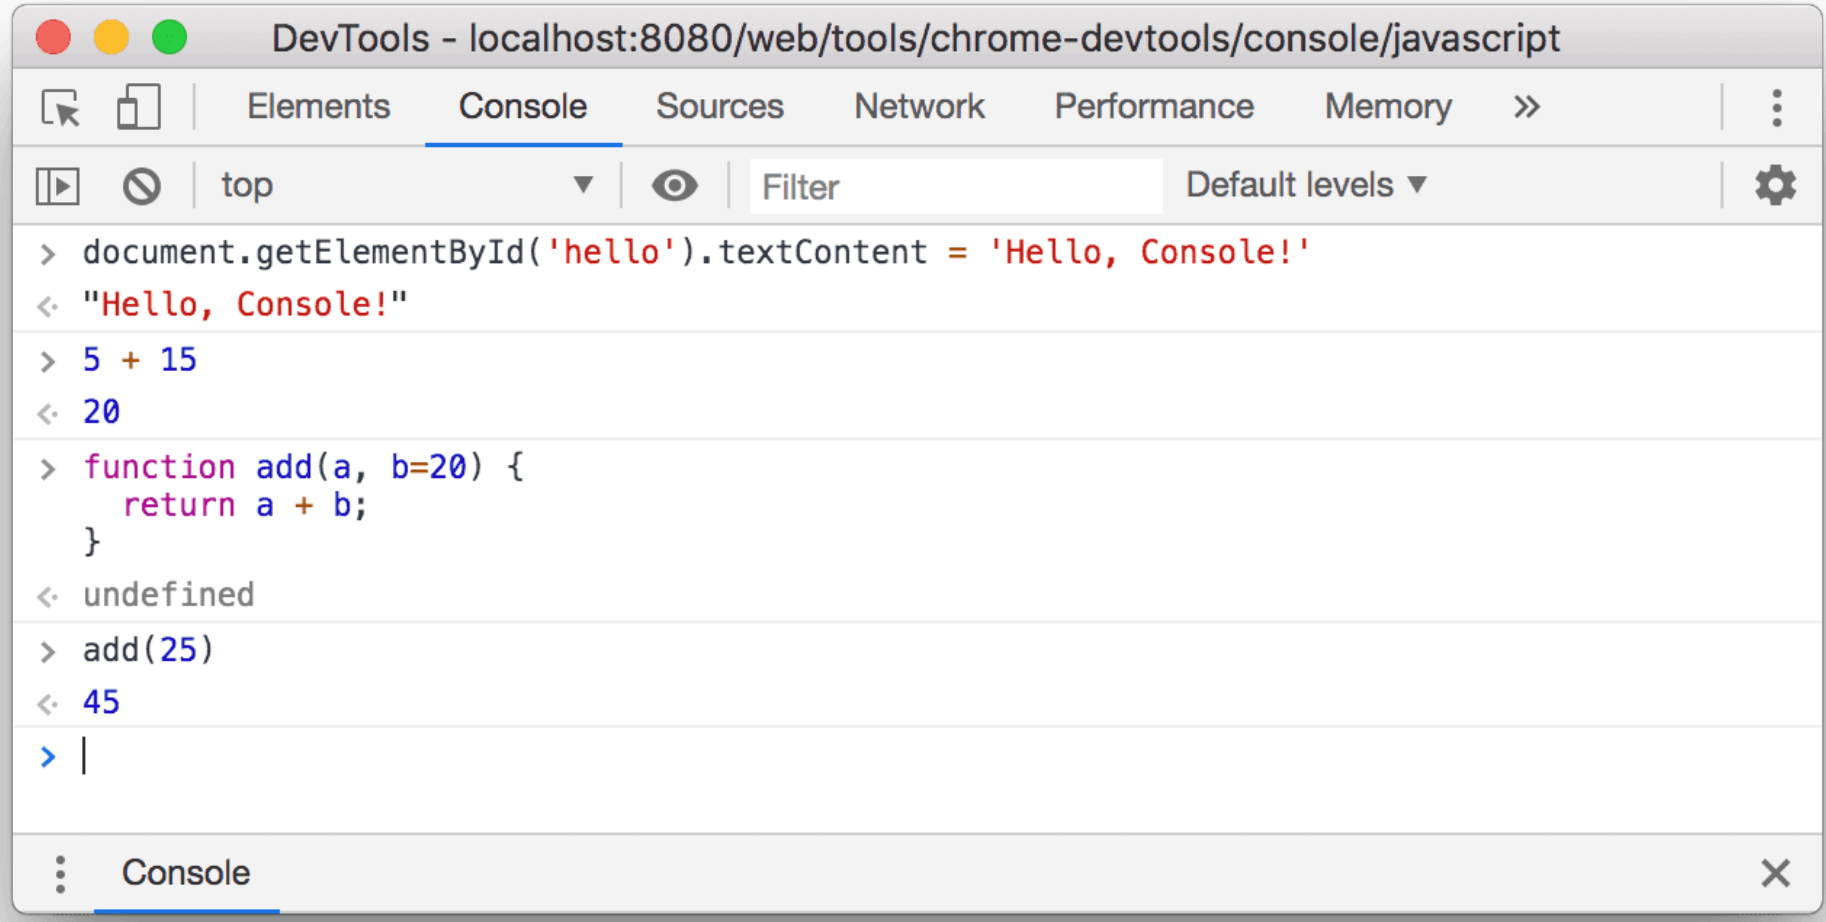 DevTools - localhost:8080/web/tools/chrome-devtools/console/javascript
Elements Console Sources Network Performance Memory »
top Filter Default levels
> document.getElementById('hello').textContent = 'Hello, Console!'
"Hello, Console!"
> 5 + 15
20
> function add(a, b=20) {
  return a + b;
}
undefined
> add(25)
45
>
Console